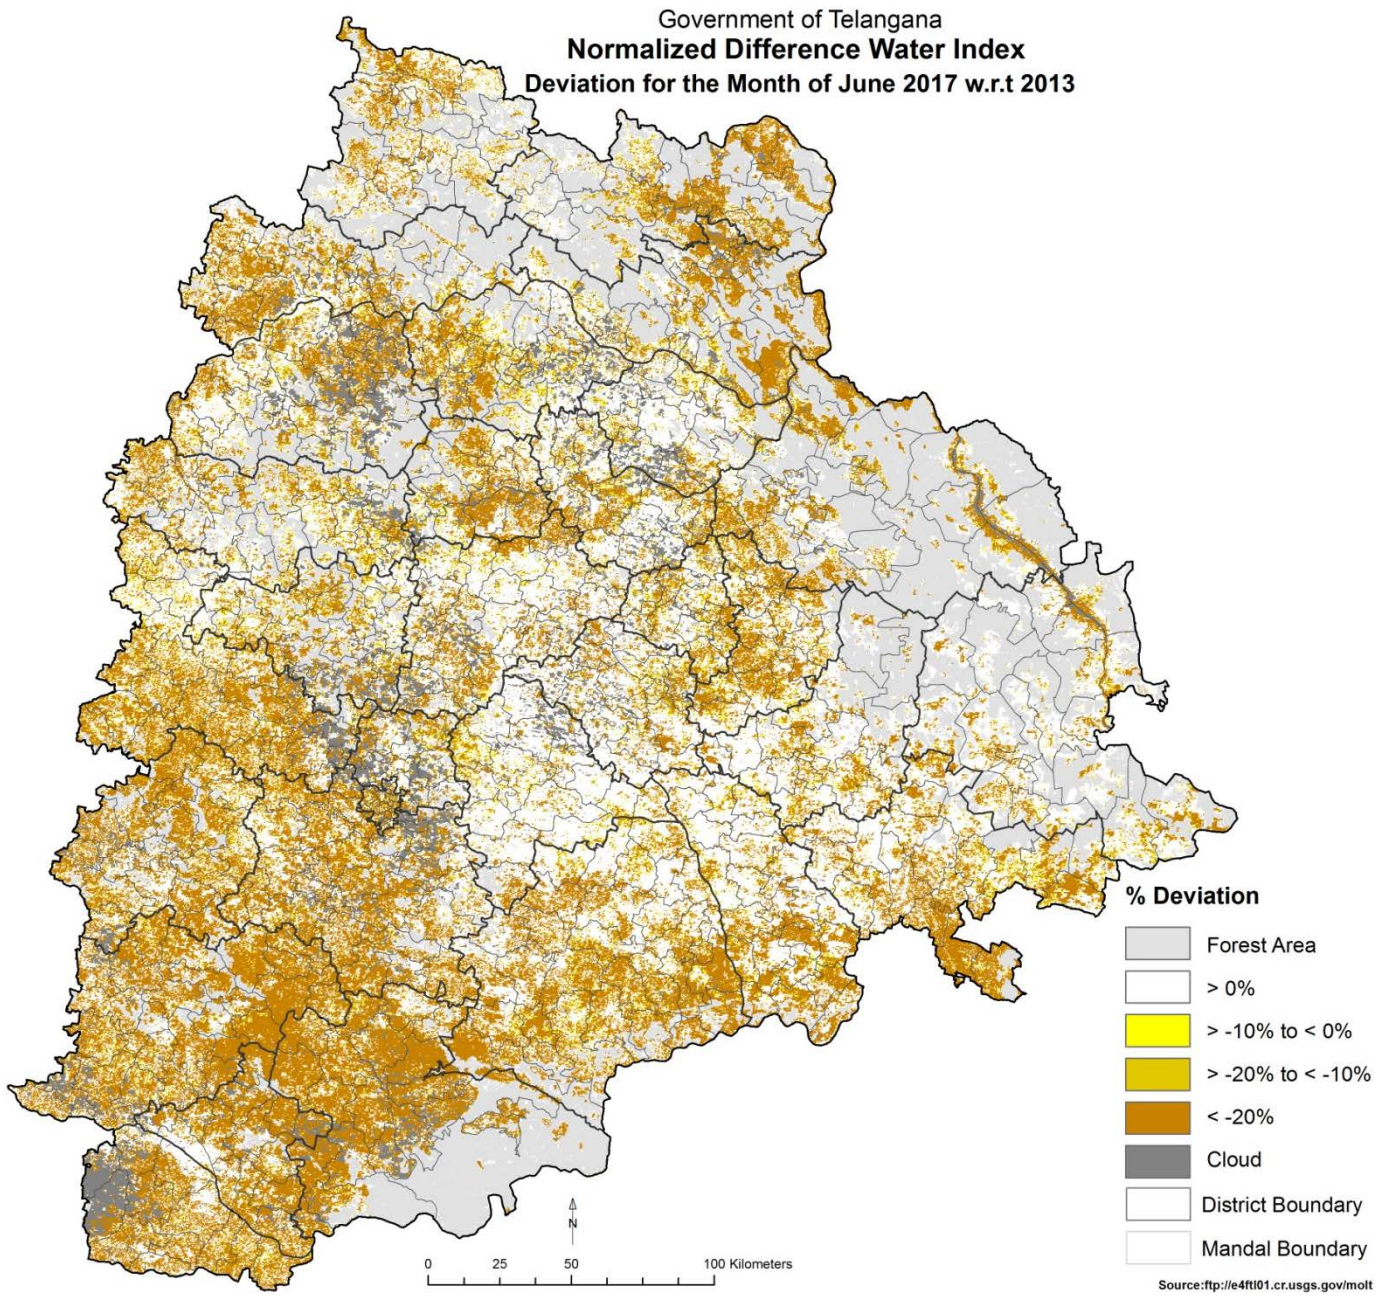 Government of Telangana
Normalized Difference Water Index
Deviation for the Month of June 2017 w.r.t 2013
% Deviation
Forest Area
> 0%
> -10% to < 0%
> -20% to < -10%
< -20%
Cloud
District Boundary
Mandal Boundary
N
0 25 50 100 Kilometers
Source:ftp://e4ftl01.cr.usgs.gov/molt